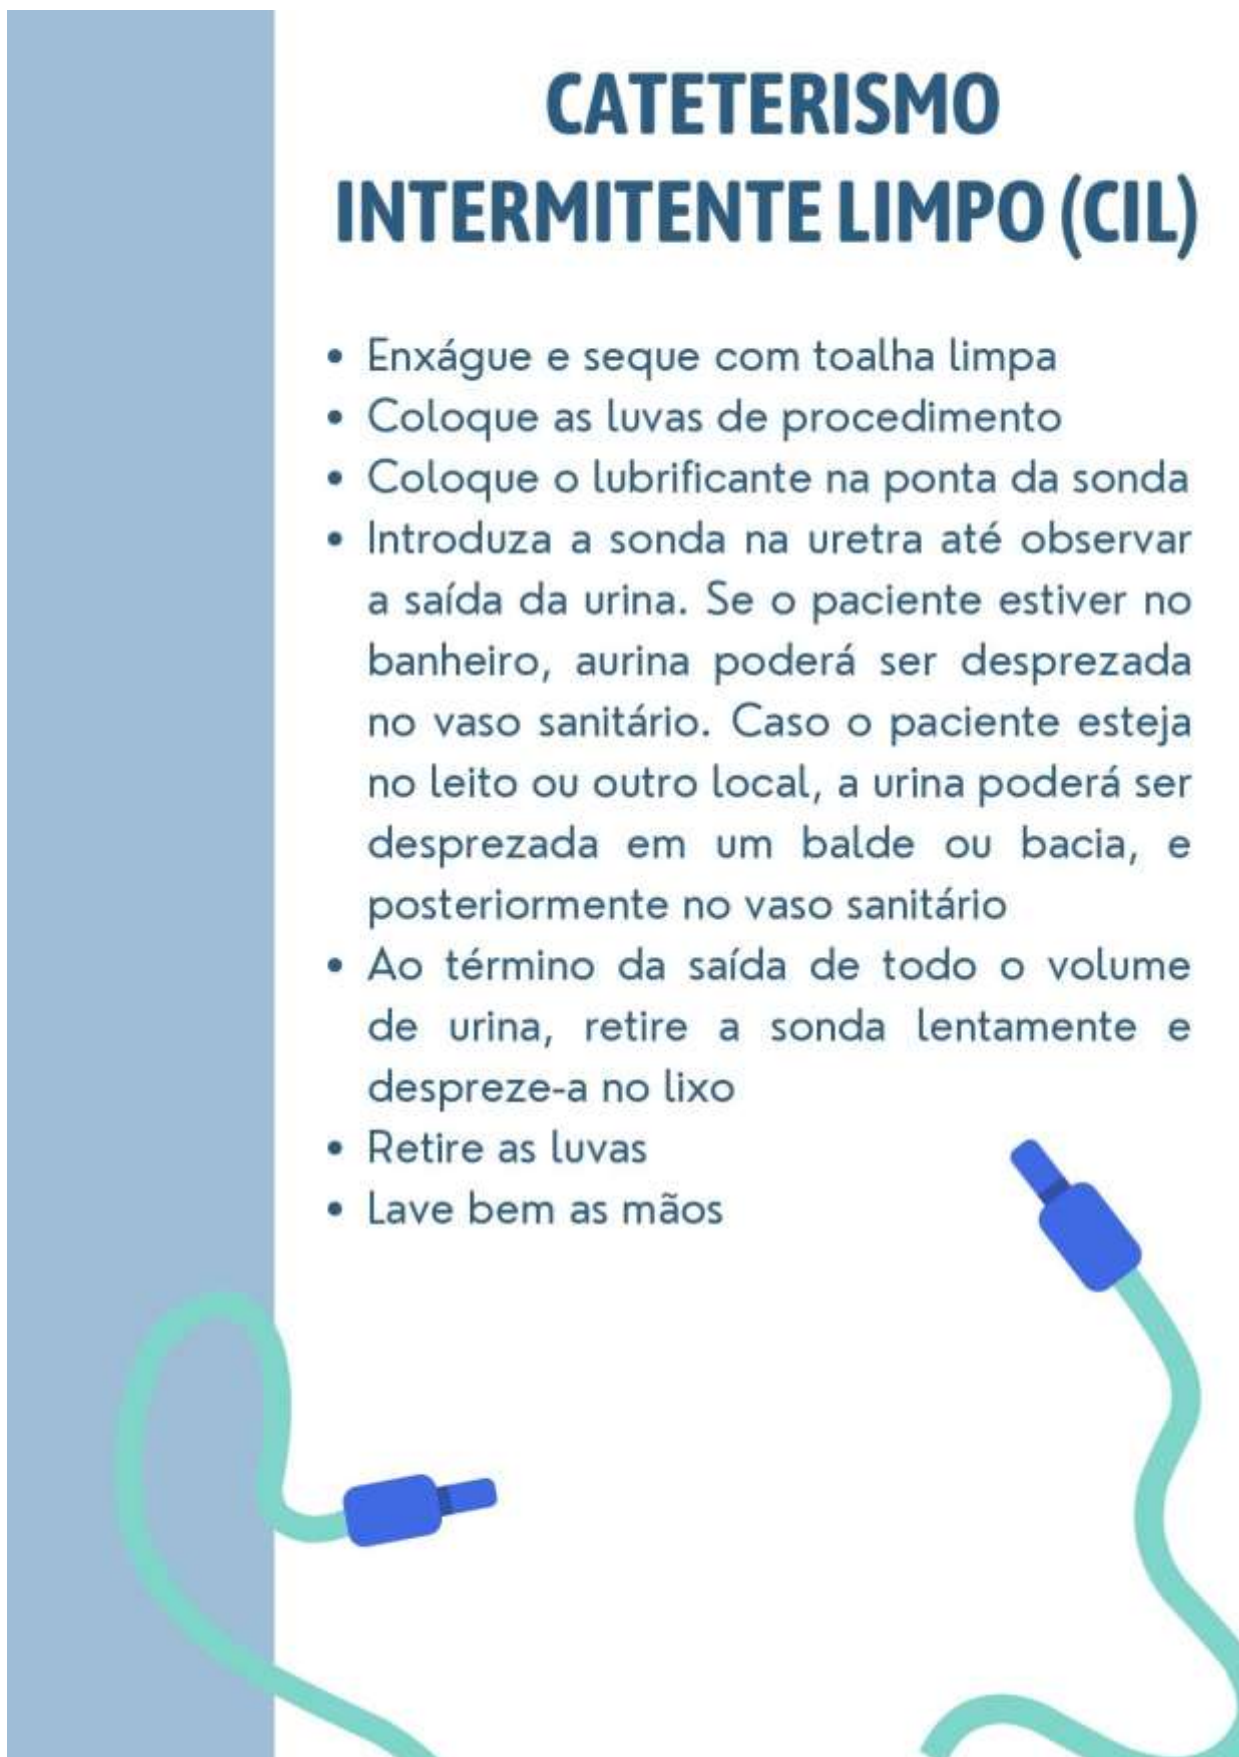 CATETERISMO
INTERMITENTE LIMPO (CIL)
• Enxágue e seque com toalha limpa
• Coloque as luvas de procedimento
• Coloque o lubrificante na ponta da sonda
• Introduza a sonda na uretra até observar
a saída da urina. Se o paciente estiver no
banheiro, aurina poderá ser desprezada
no vaso sanitário. Caso o paciente esteja
no leito ou outro local, a urina poderá ser
desprezada em um balde ou bacia, e
posteriormente no vaso sanitário
• Ao término da saída de todo o volume
de urina, retire a sonda lentamente e
despreze-a no lixo
• Retire as luvas
• Lave bem as mãos